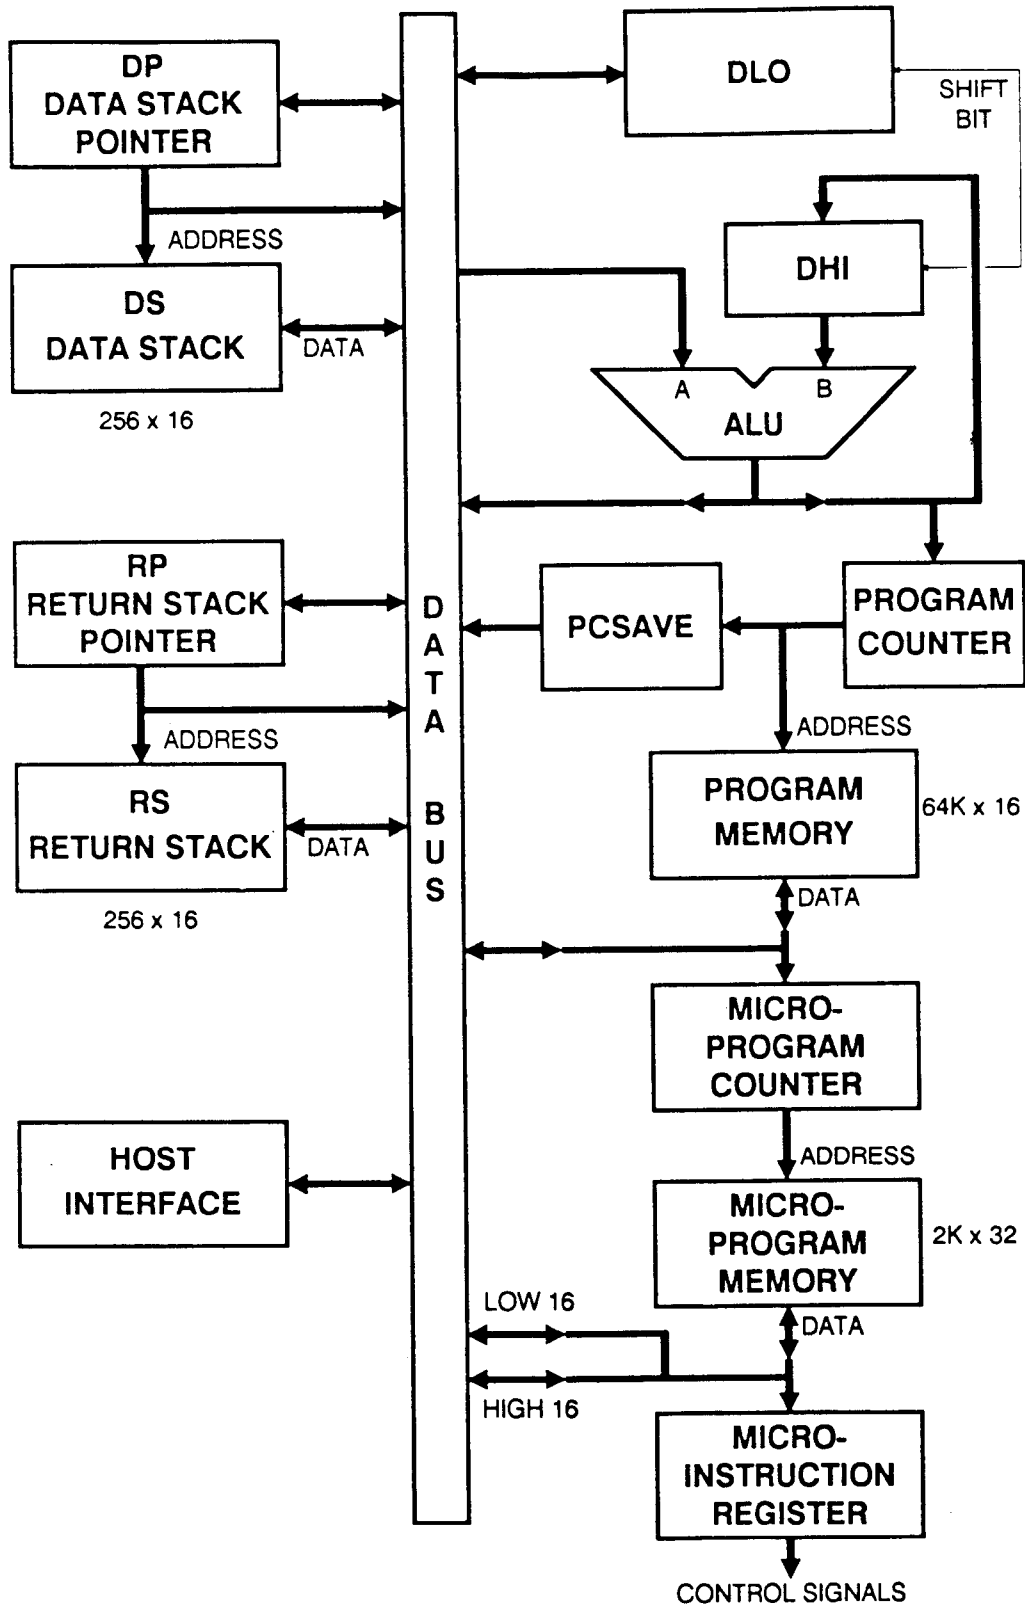 DP
DATA STACK
POINTER
ADDRESS
DS
DATA STACK
DATA
256 x 16
RP
RETURN STACK
POINTER
ADDRESS
RS
RETURN STACK
DATA
256 x 16
HOST
INTERFACE
DATA BUS
DLO
SHIFT
BIT
DHI
A
B
ALU
PCSAVE
PROGRAM
COUNTER
ADDRESS
PROGRAM
MEMORY
64K x 16
DATA
MICRO-
PROGRAM
COUNTER
ADDRESS
MICRO-
PROGRAM
MEMORY
2K x 32
DATA
LOW 16
HIGH 16
MICRO-
INSTRUCTION
REGISTER
CONTROL SIGNALS